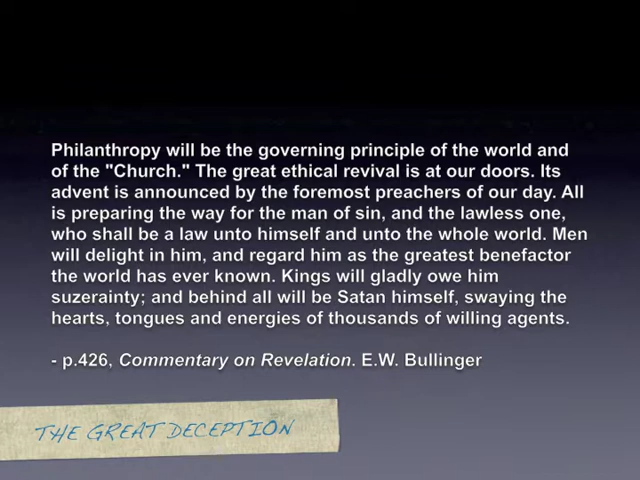 Philanthropy will be the governing principle of the world and
of the "Church." The great ethical revival is at our doors. Its
advent is announced by the foremost preachers of our day. All
is preparing the way for the man of sin, and the lawless one,
who shall be a law unto himself and unto the whole world. Men
will delight in him, and regard him as the greatest benefactor
the world has ever known. Kings will gladly owe him
suzerainty; and behind all will be Satan himself, swaying the
hearts, tongues and energies of thousands of willing agents.
- p.426, Commentary on Revelation. E.W. Bullinger
THE GREAT DECEPTION